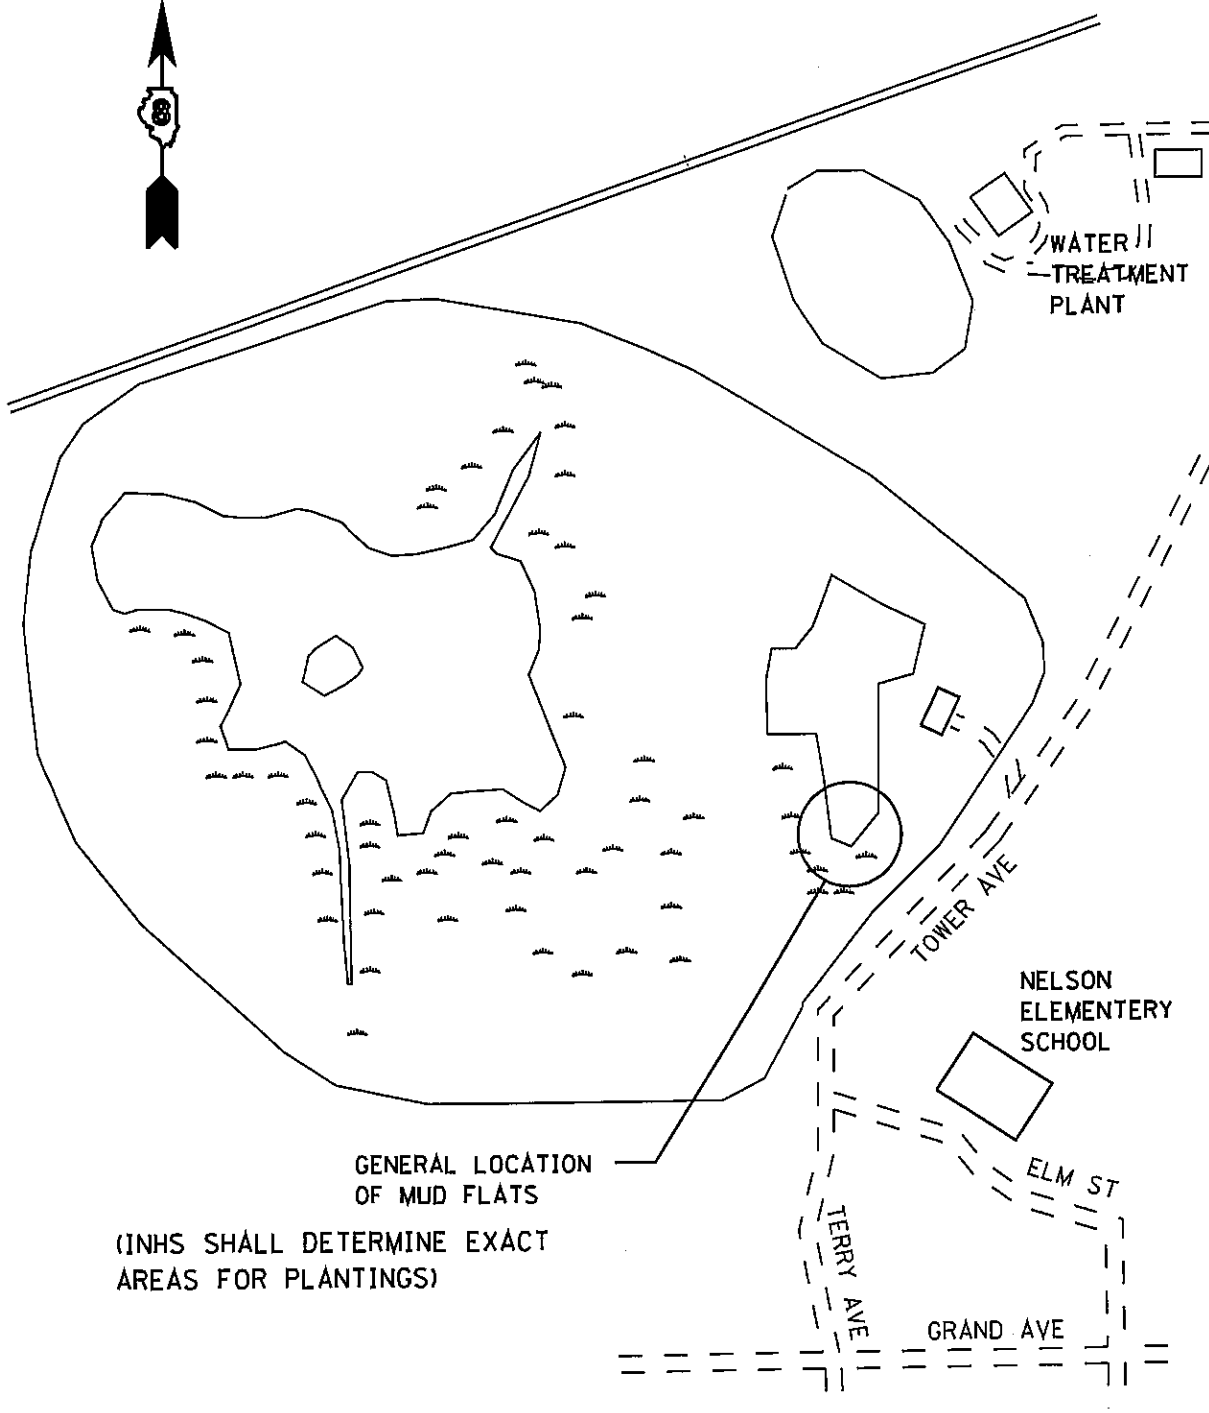 WATER
TREATMENT
PLANT
TOWER AVE
NELSON
ELEMENTERY
SCHOOL
GENERAL LOCATION
OF MUD FLATS
(INHS SHALL DETERMINE EXACT
AREAS FOR PLANTINGS)
ELM ST
TERRY AVE
GRAND AVE